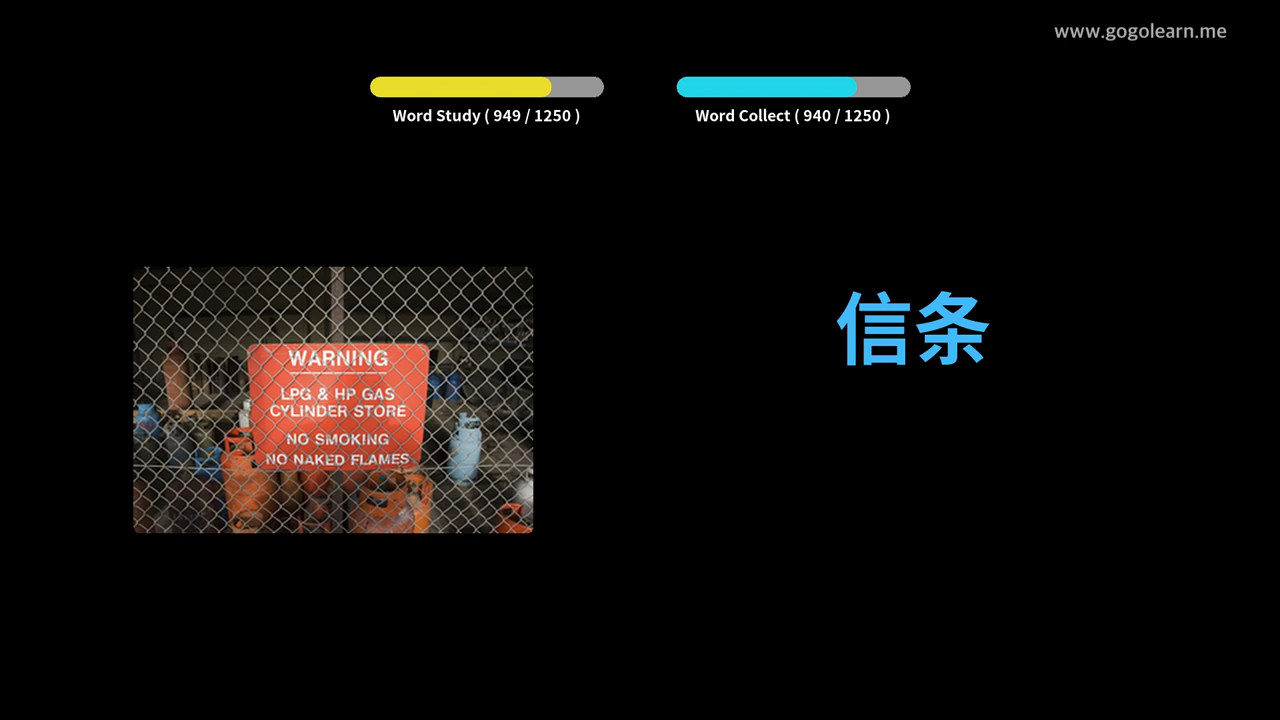 www.gogolearn.me
Word Study ( 949 / 1250 )
Word Collect ( 940 / 1250 )
信条
WARNING
LPG & HP GAS
CYLINDER STORE
NO SMOKING
NO NAKED FLAMES